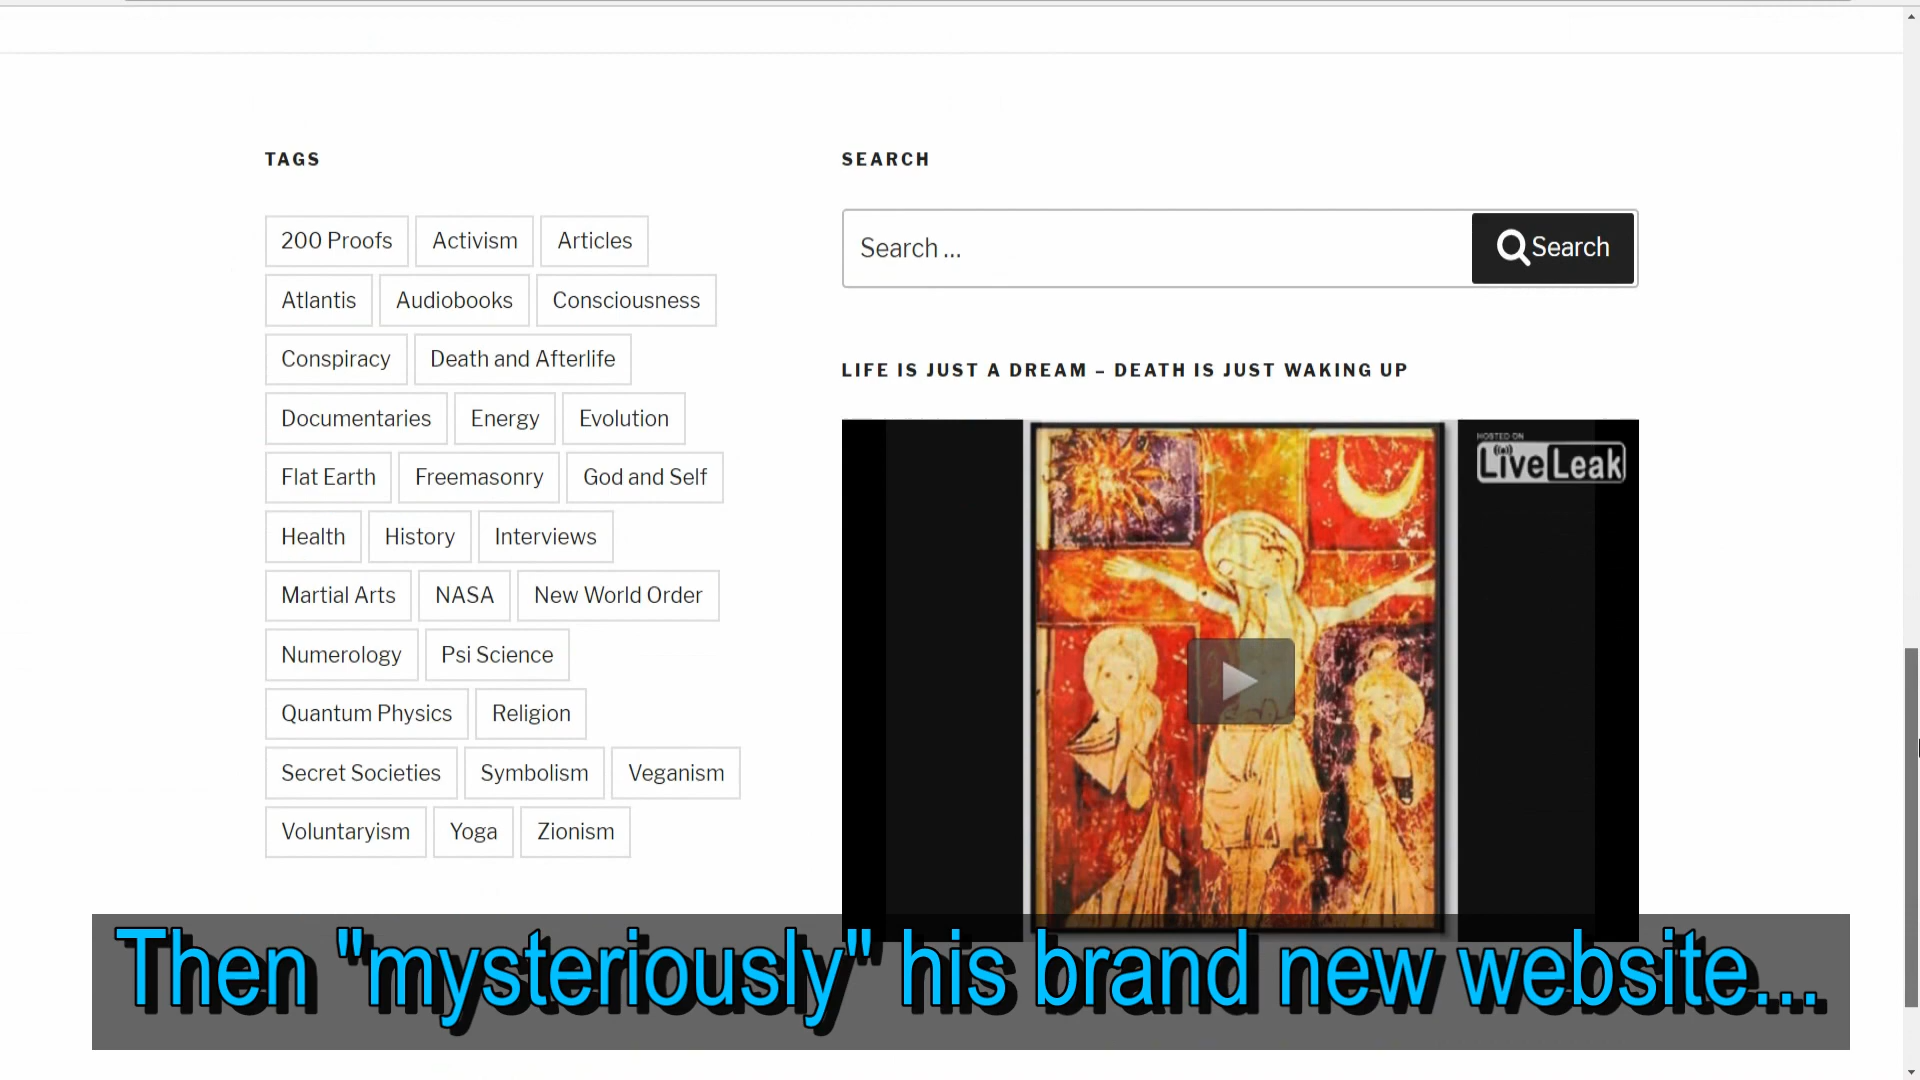 TAGS
200 Proofs Activism Articles
Atlantis Audiobooks Consciousness
Conspiracy Death and Afterlife
Documentaries Energy Evolution
Flat Earth Freemasonry God and Self
Health History Interviews
Martial Arts NASA New World Order
Numerology Psi Science
Quantum Physics Religion
Secret Societies Symbolism Veganism
Voluntaryism Yoga Zionism
SEARCH
Search ... Search
LIFE IS JUST A DREAM – DEATH IS JUST WAKING UP
HOSTED ON
LiveLeak
Then "mysteriously" his brand new website...